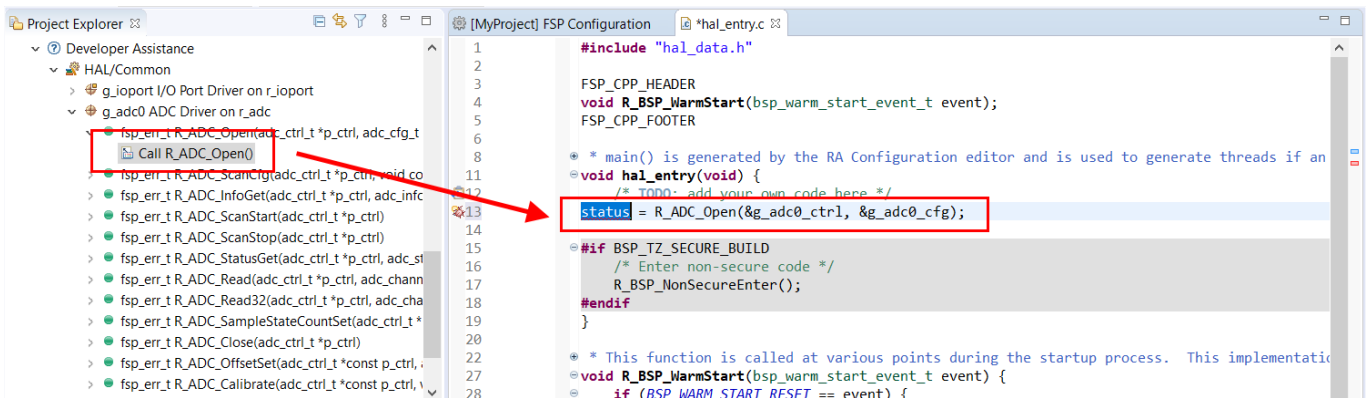 Project Explorer
Developer Assistance
HAL/Common
g_ioport I/O Port Driver on r_ioport
g_adc0 ADC Driver on r_adc
fsp_err_t R_ADC_Open(adc_ctrl_t *p_ctrl, adc_cfg_t
Call R_ADC_Open()
fsp_err_t R_ADC_ScanCfg(adc_ctrl_t *p_ctrl, void co
fsp_err_t R_ADC_InfoGet(adc_ctrl_t *p_ctrl, adc_info
fsp_err_t R_ADC_ScanStart(adc_ctrl_t *p_ctrl)
fsp_err_t R_ADC_ScanStop(adc_ctrl_t *p_ctrl)
fsp_err_t R_ADC_StatusGet(adc_ctrl_t *p_ctrl, adc_st
fsp_err_t R_ADC_Read(adc_ctrl_t *p_ctrl, adc_chann
fsp_err_t R_ADC_Read32(adc_ctrl_t *p_ctrl, adc_cha
fsp_err_t R_ADC_SampleStateCountSet(adc_ctrl_t *
fsp_err_t R_ADC_Close(adc_ctrl_t *p_ctrl)
fsp_err_t R_ADC_OffsetSet(adc_ctrl_t *const p_ctrl,
fsp_err_t R_ADC_Calibrate(adc_ctrl_t *const p_ctrl,
[MyProject] FSP Configuration
*hal_entry.c
1 #include "hal_data.h"
2
3 FSP_CPP_HEADER
4 void R_BSP_WarmStart(bsp_warm_start_event_t event);
5 FSP_CPP_FOOTER
6
8 * main() is generated by the RA Configuration editor and is used to generate threads if an
11 void hal_entry(void) {
12 /* TODO: add your own code here */
13 status = R_ADC_Open(&g_adc0_ctrl, &g_adc0_cfg);
14
15 #if BSP_TZ_SECURE_BUILD
16 /* Enter non-secure code */
17 R_BSP_NonSecureEnter();
18 #endif
19 }
20
22 * This function is called at various points during the startup process. This implementatio
27 void R_BSP_WarmStart(bsp_warm_start_event_t event) {
28 if (BSP_WARM_START_RESET == event) {